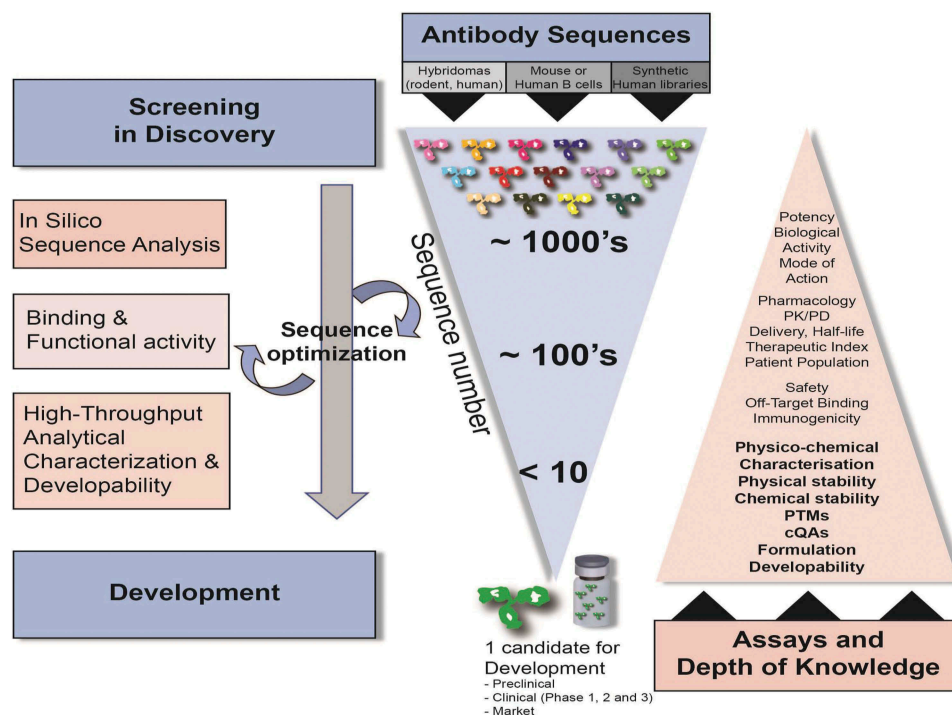 Antibody Sequences
Hybridomas
(rodent, human)
Mouse or
Human B cells
Synthetic
Human libraries
Screening
in Discovery
In Silico
Sequence Analysis
Binding &
Functional activity
High-Throughput
Analytical
Characterization &
Developability
Development
Sequence
optimization
Sequence number
~ 1000's
~ 100's
< 10
1 candidate for
Development
- Preclinical
- Clinical (Phase 1, 2 and 3)
- Market
Potency
Biological
Activity
Mode of
Action
Pharmacology
PK/PD
Delivery, Half-life
Therapeutic Index
Patient Population
Safety
Off-Target Binding
Immunogenicity
Physico-chemical
Characterisation
Physical stability
Chemical stability
PTMs
cQAs
Formulation
Developability
Assays and
Depth of Knowledge